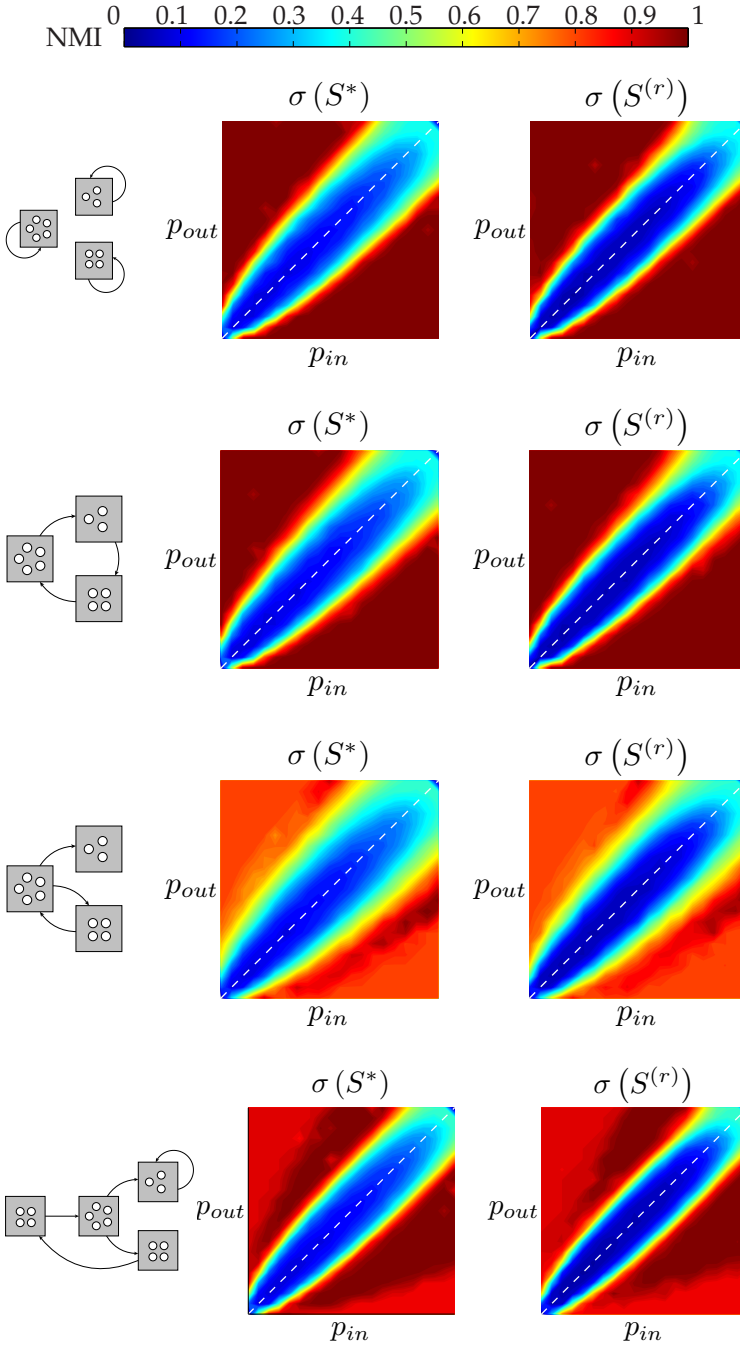 0 0.1 0.2 0.3 0.4 0.5 0.6 0.7 0.8 0.9 1
NMI
σ (S*) σ (S^(r))
p_out p_out
p_in p_in
σ (S*) σ (S^(r))
p_out p_out
p_in p_in
σ (S*) σ (S^(r))
p_out p_out
p_in p_in
σ (S*) σ (S^(r))
p_out p_out
p_in p_in